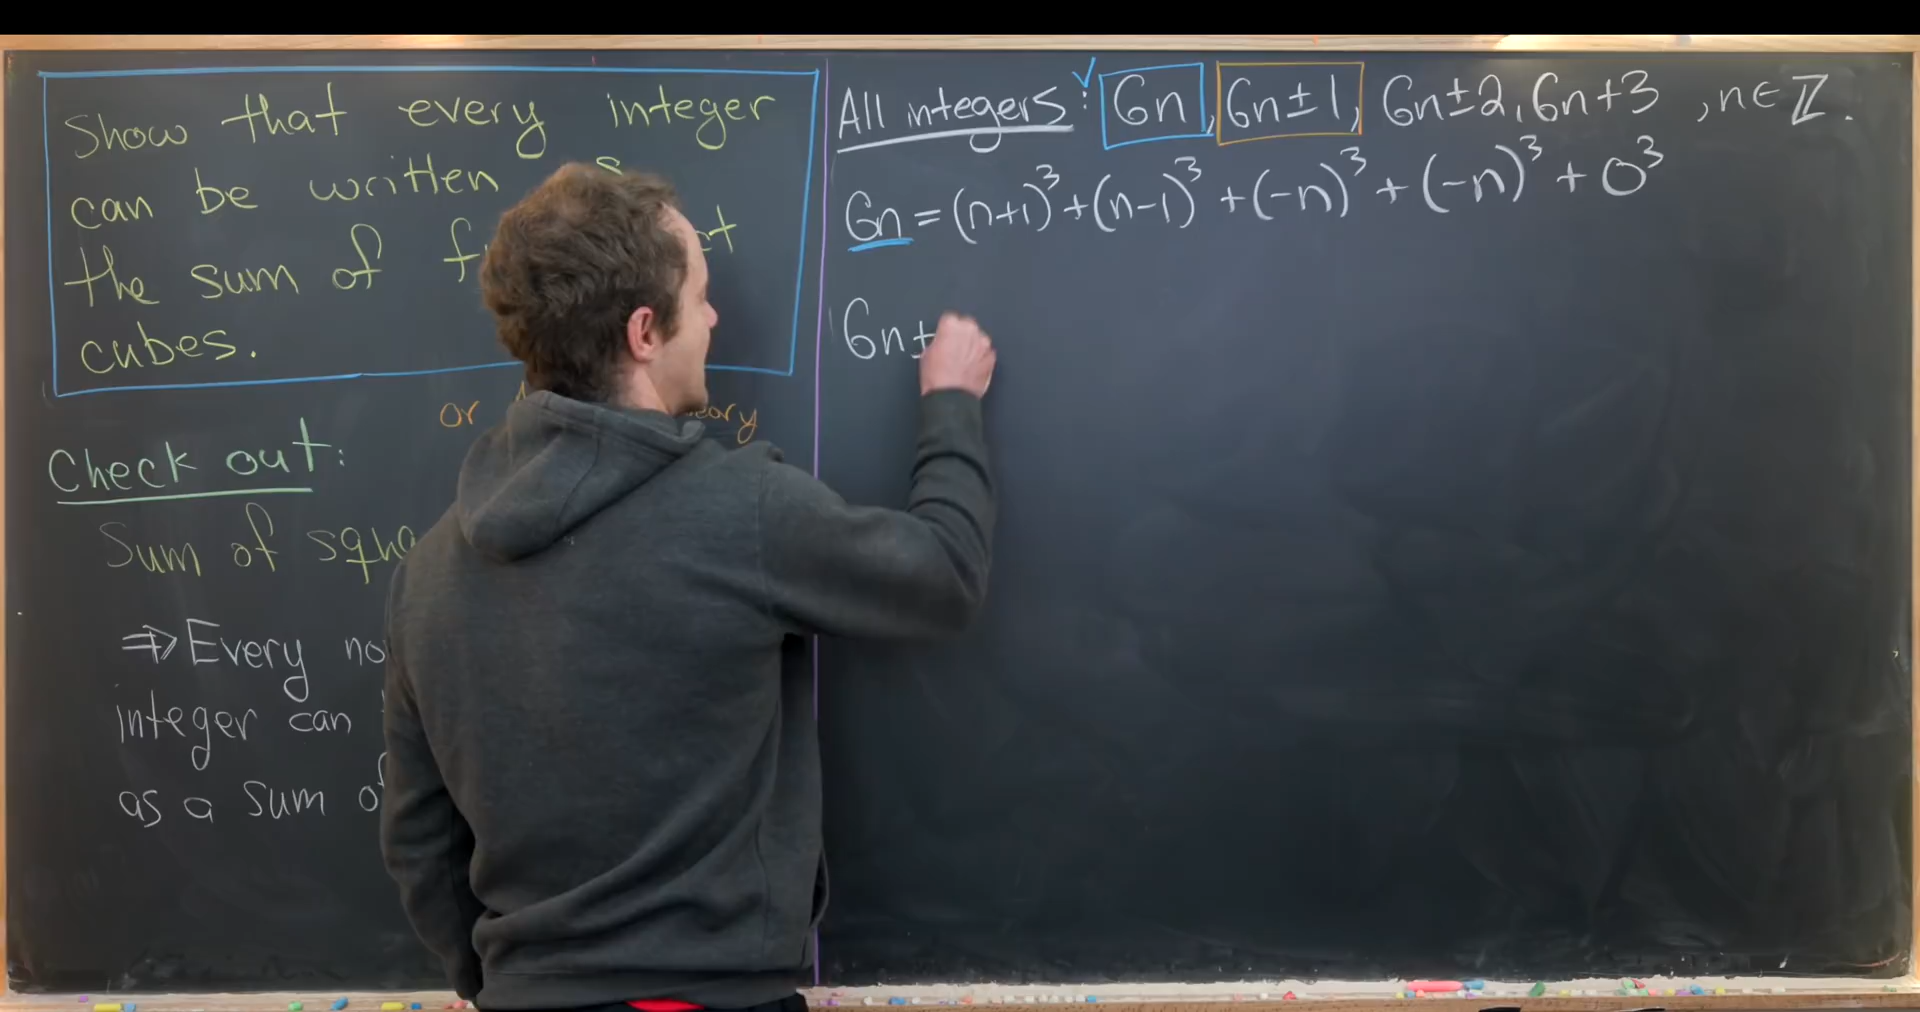 Show that every integer
can be written
the sum of
cubes.
or
Check out:
Sum of
⇒ Every
integer can
as a sum
All integers: ✓ 6n, 6n±1, 6n±2, 6n+3 , n∈ℤ.
6n = (n+1)³+(n-1)³ +(-n)³ + (-n)³ + 0³
6n±